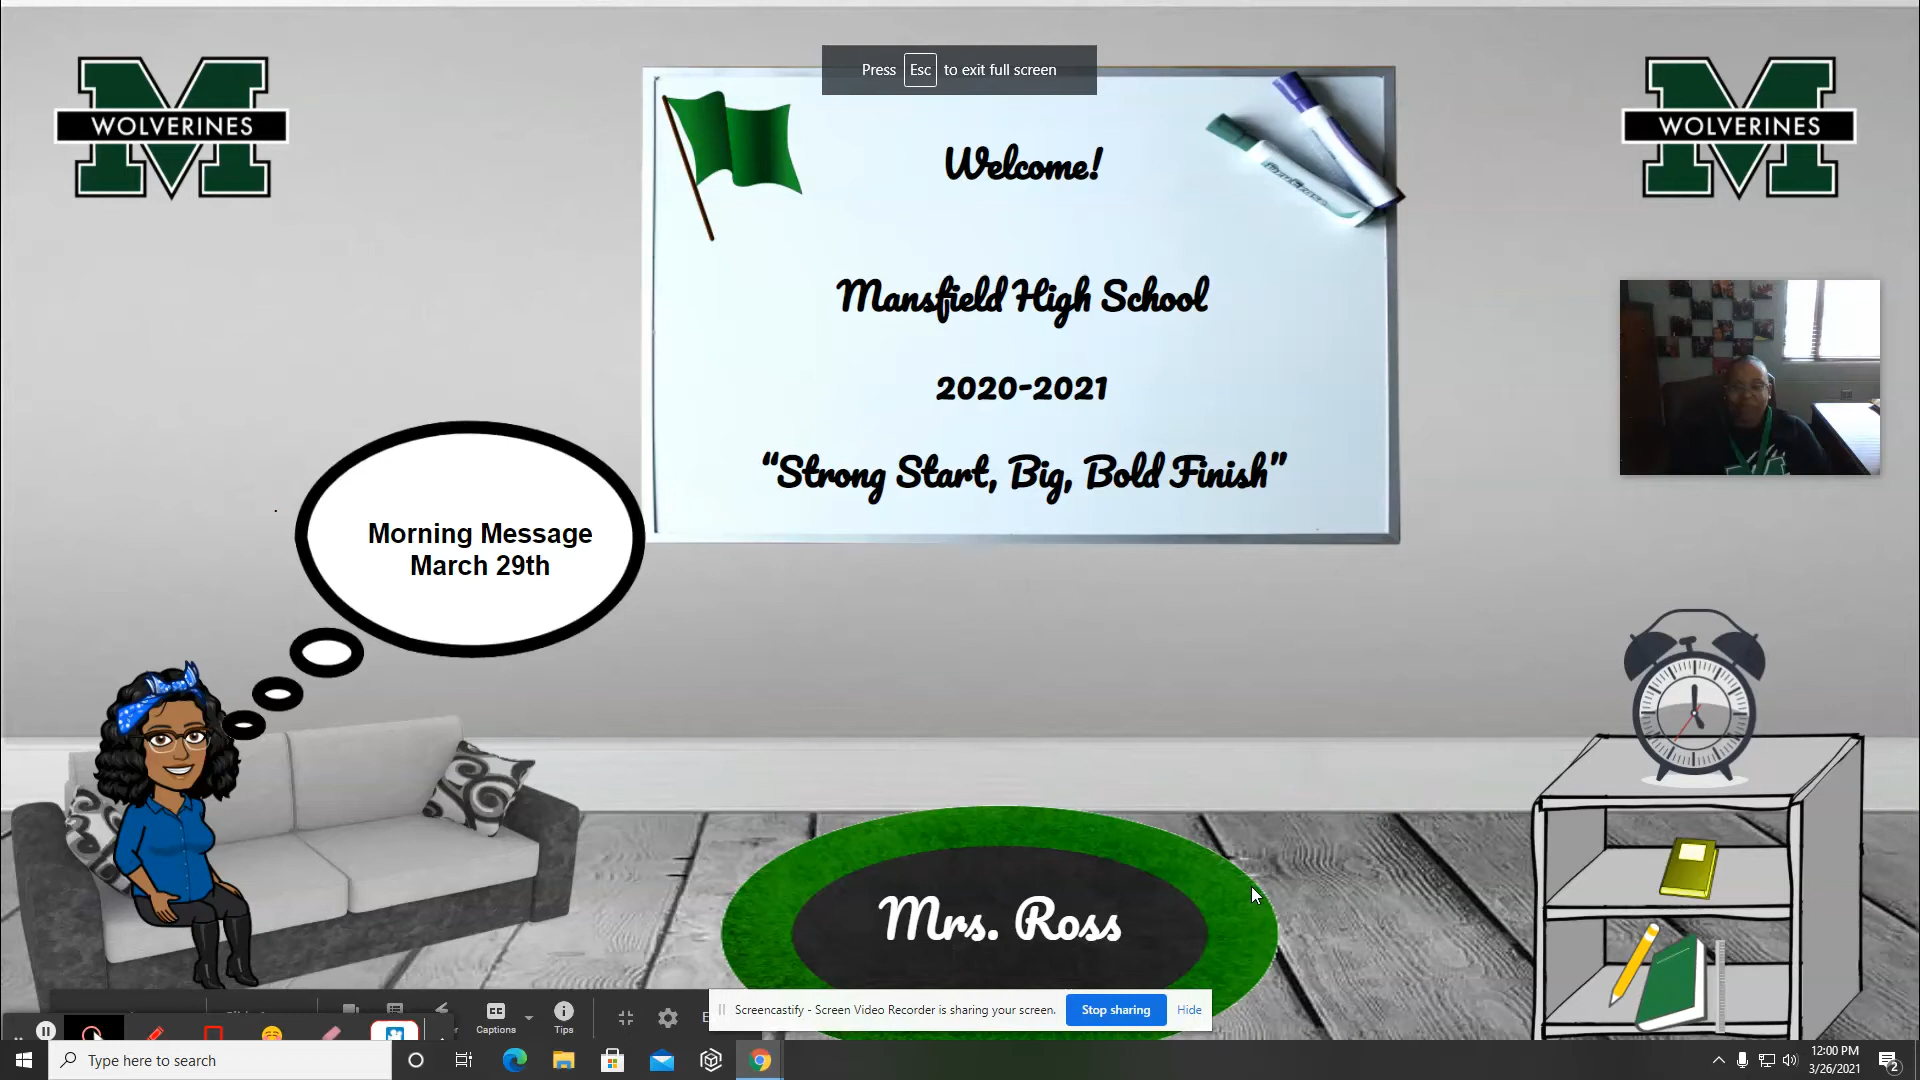 Press Esc to exit full screen
WOLVERINES
WOLVERINES
Welcome!
Mansfield High School
2020-2021
“Strong Start, Big, Bold Finish”
Morning Message
March 29th
Mrs. Ross
Captions
Tips
Screencastify - Screen Video Recorder is sharing your screen.
Stop sharing
Hide
Type here to search
12:00 PM
3/26/2021
2